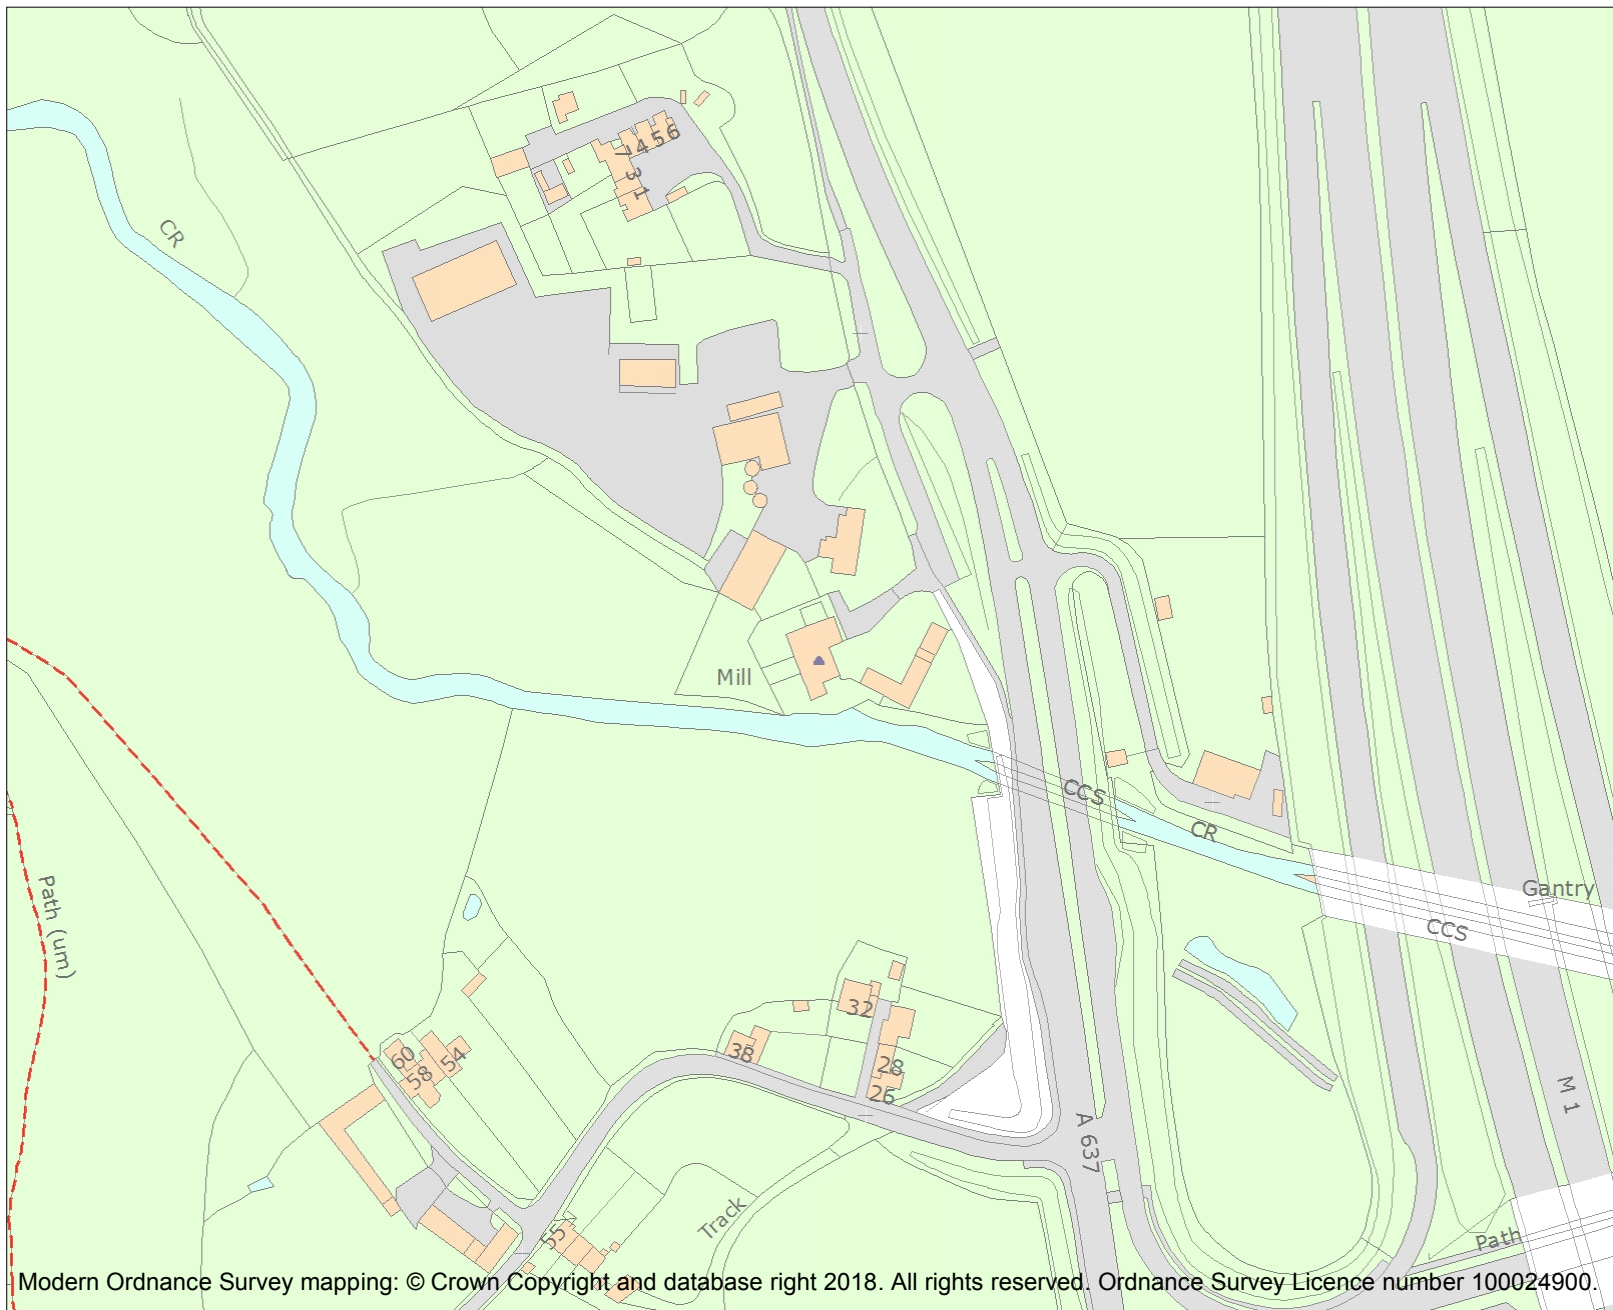 5 6
4
7
3
1
CR
Mill
CCS
CR
Gantry
CCS
Path (um)
32
38
28
26
60
58
54
M 1
A 637
Track
55
Path
Modern Ordnance Survey mapping: © Crown Copyright and database right 2018. All rights reserved. Ordnance Survey Licence number 100024900.